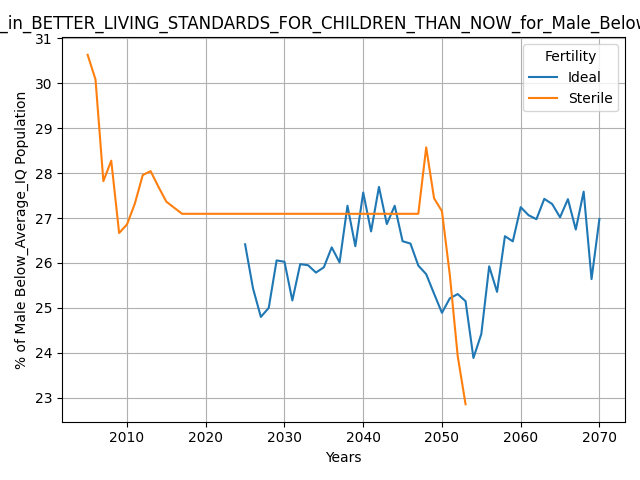 _in_BETTER_LIVING_STANDARDS_FOR_CHILDREN_THAN_NOW_for_Male_Below
Fertility
Ideal
Sterile
% of Male Below_Average_IQ Population
31
30
29
28
27
26
25
24
23
2010 2020 2030 2040 2050 2060 2070
Years